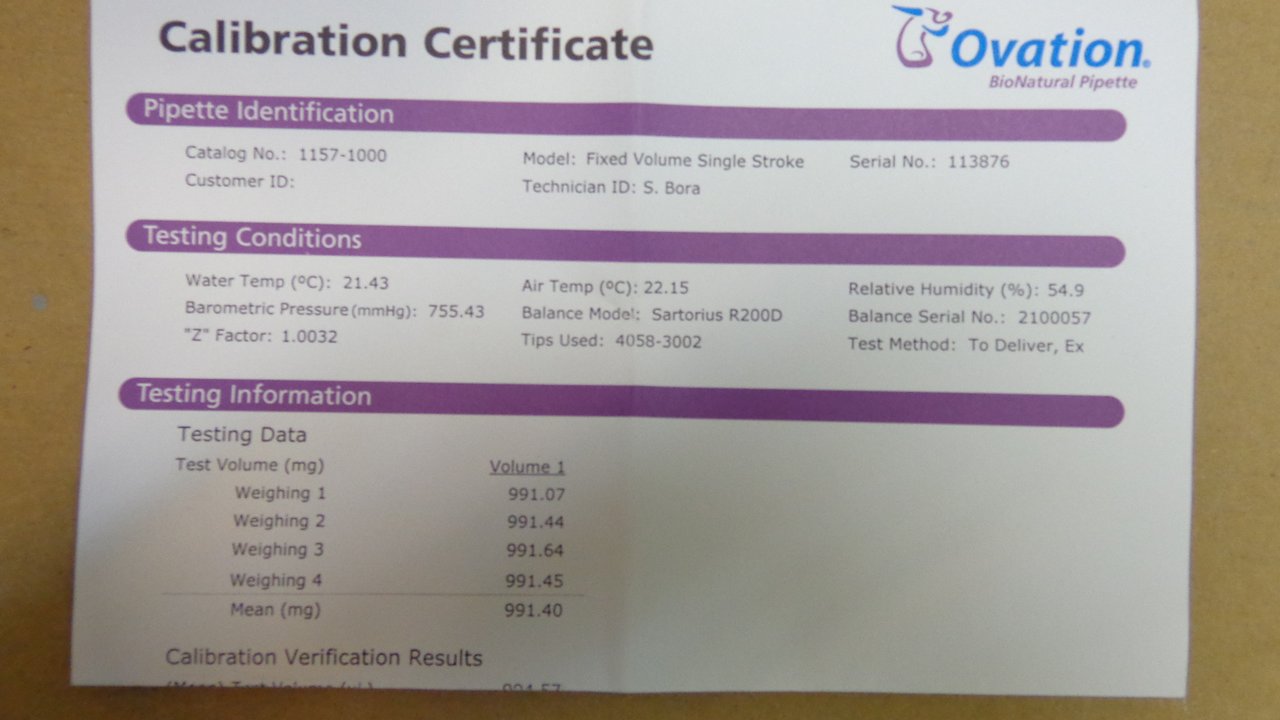 Calibration Certificate
Ovation®
BioNatural Pipette
Pipette Identification
Catalog No.: 1157-1000 Model: Fixed Volume Single Stroke Serial No.: 113876
Customer ID: Technician ID: S. Bora
Testing Conditions
Water Temp (ºC): 21.43 Air Temp (ºC): 22.15 Relative Humidity (%): 54.9
Barometric Pressure (mmHg): 755.43 Balance Model: Sartorius R200D Balance Serial No.: 2100057
"Z" Factor: 1.0032 Tips Used: 4058-3002 Test Method: To Deliver, Ex
Testing Information
Testing Data
Test Volume (mg) Volume 1
Weighing 1 991.07
Weighing 2 991.44
Weighing 3 991.64
Weighing 4 991.45
Mean (mg) 991.40
Calibration Verification Results
(Mean) Test Volume